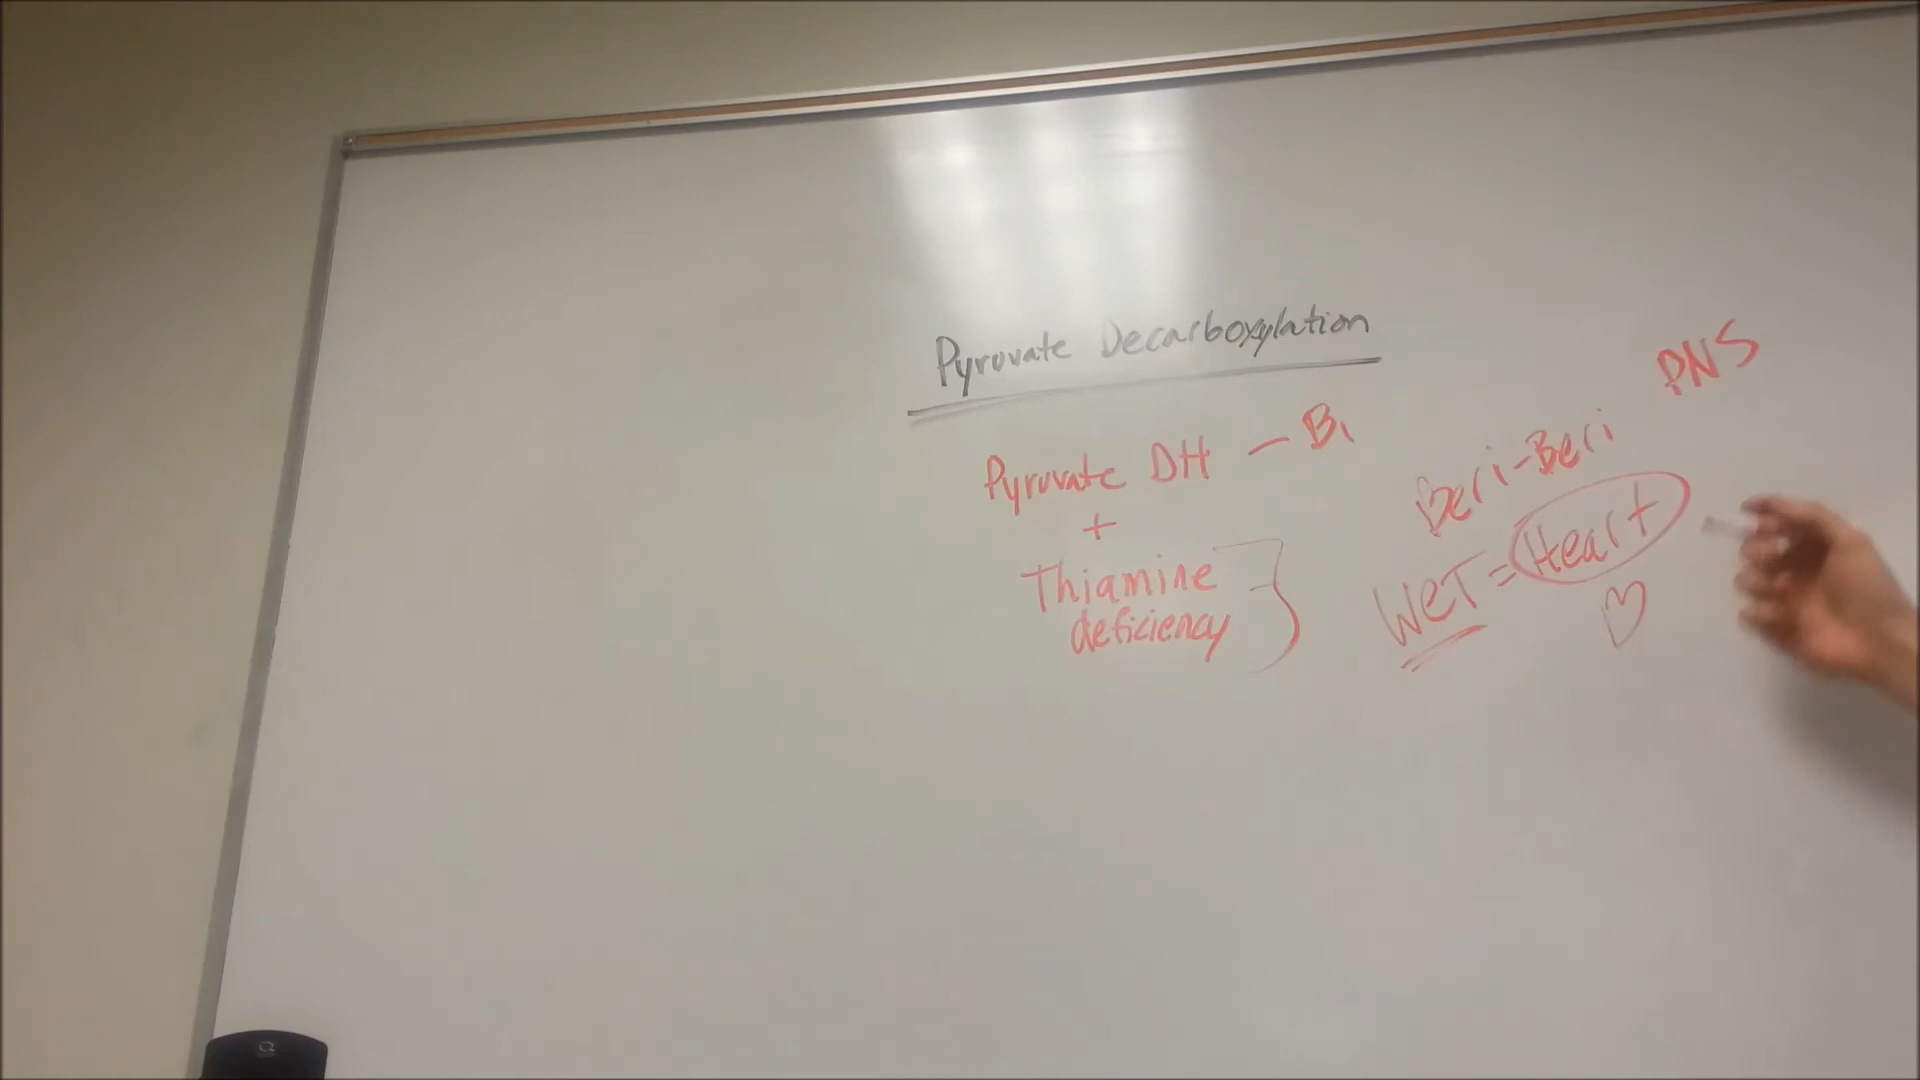 Pyruvate Decarboxylation
Pyruvate DH - B1
+
Thiamine
deficiency
PNS
Beri-Beri
WeT = Heart